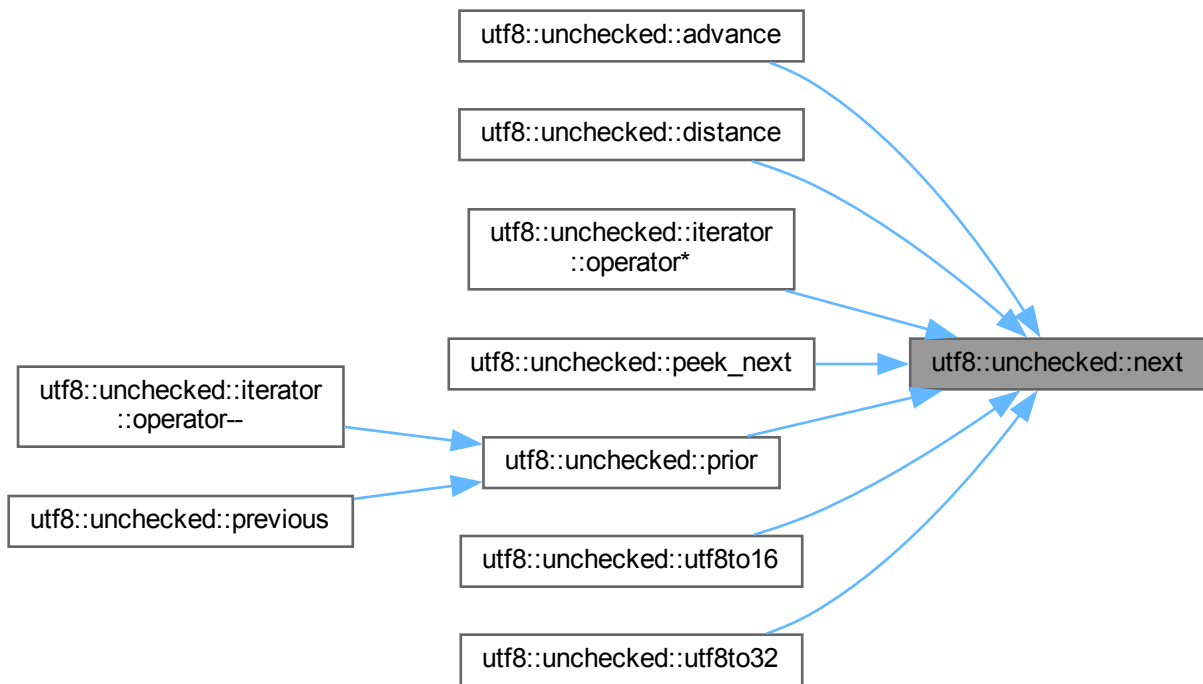 utf8::unchecked::advance
utf8::unchecked::distance
utf8::unchecked::iterator
::operator*
utf8::unchecked::peek_next
utf8::unchecked::next
utf8::unchecked::iterator
::operator--
utf8::unchecked::prior
utf8::unchecked::previous
utf8::unchecked::utf8to16
utf8::unchecked::utf8to32